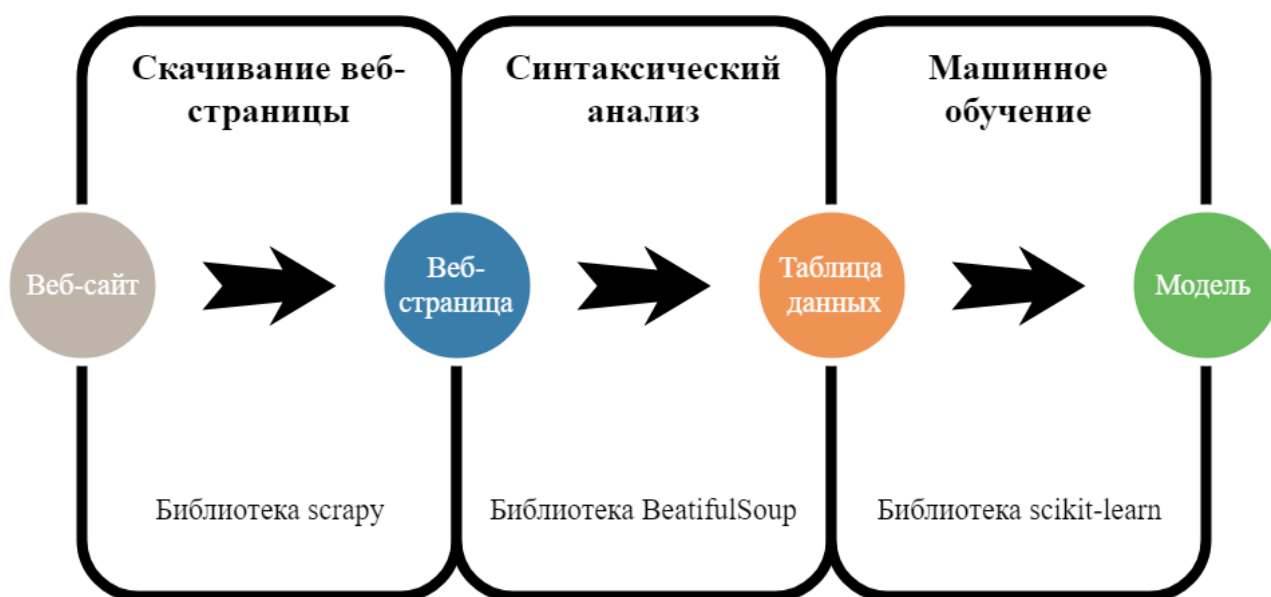 Скачивание веб-
страницы
Синтаксический
анализ
Машинное
обучение
Веб-сайт
Веб-
страница
Таблица
данных
Модель
Библиотека scrapy
Библиотека BeatifulSoup
Библиотека scikit-learn